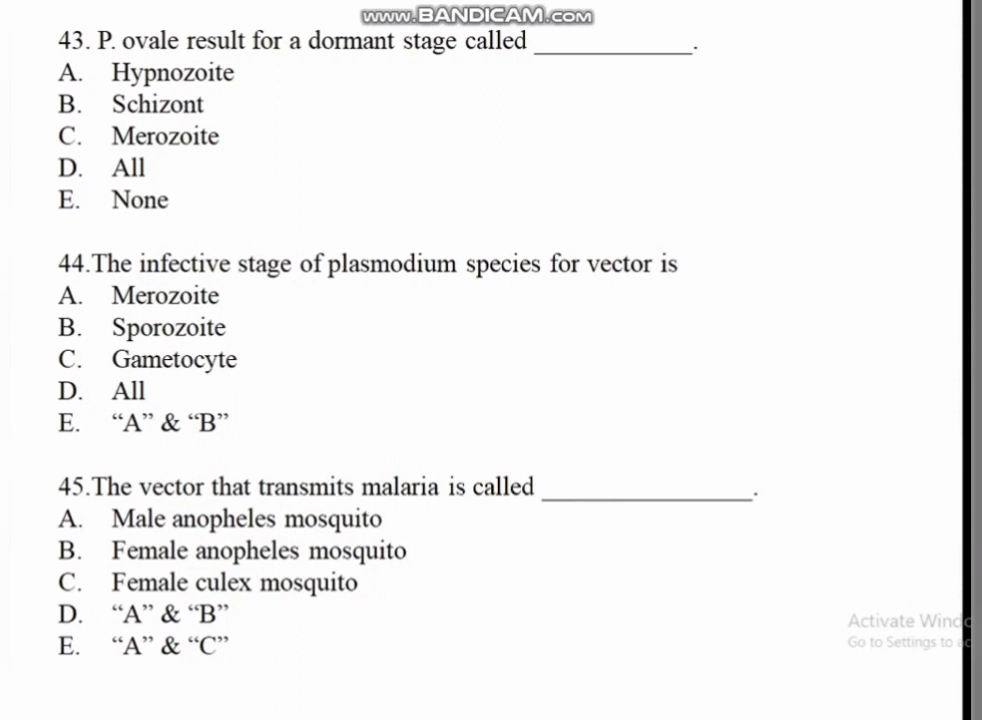 www.BANDICAM.COM
43. P. ovale result for a dormant stage called ____________.
A. Hypnozoite
B. Schizont
C. Merozoite
D. All
E. None
44.The infective stage of plasmodium species for vector is
A. Merozoite
B. Sporozoite
C. Gametocyte
D. All
E. “A” & “B”
45.The vector that transmits malaria is called ________________.
A. Male anopheles mosquito
B. Female anopheles mosquito
C. Female culex mosquito
D. “A” & “B”
E. “A” & “C”
Activate Windo
Go to Settings to ac